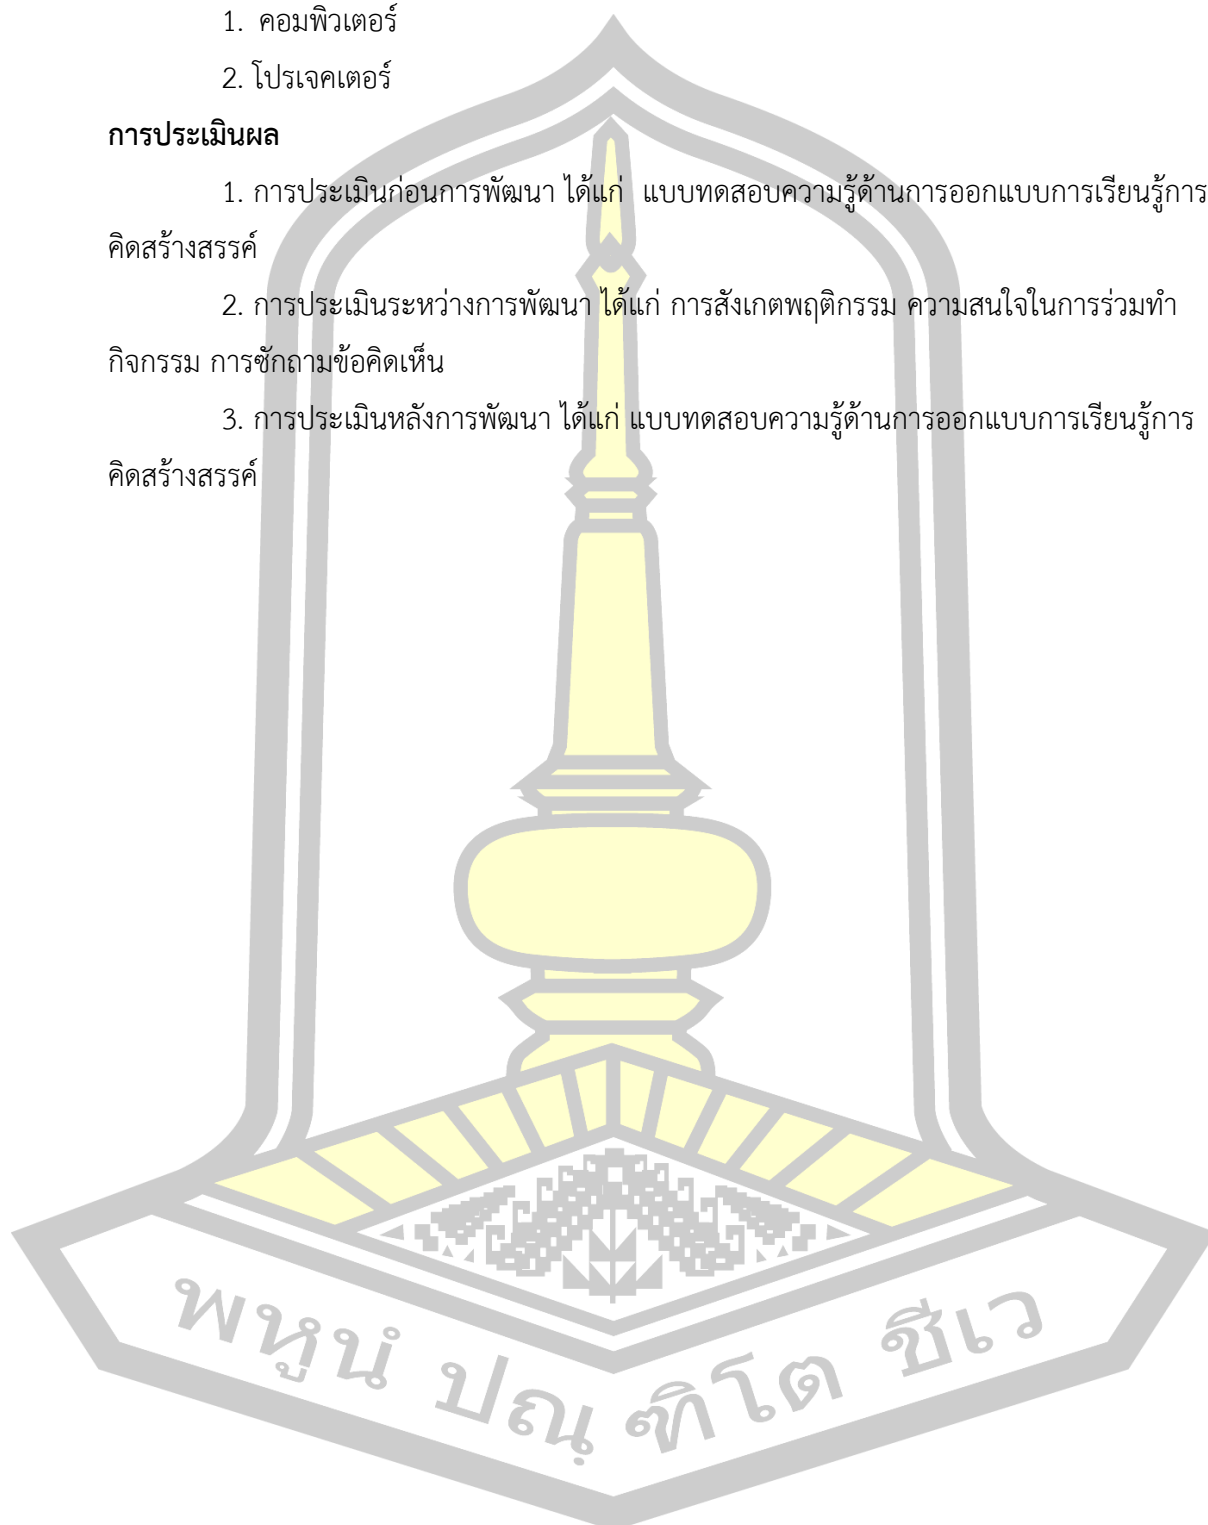 1. คอมพิวเตอร์
2. โปรเจคเตอร์
การประเมินผล
1. การประเมินก่อนการพัฒนา ได้แก่ แบบทดสอบความรู้ด้านการออกแบบการเรียนรู้การ
คิดสร้างสรรค์
2. การประเมินระหว่างการพัฒนา ได้แก่ การสังเกตพฤติกรรม ความสนใจในการร่วมทำ
กิจกรรม การซักถามข้อคิดเห็น
3. การประเมินหลังการพัฒนา ได้แก่ แบบทดสอบความรู้ด้านการออกแบบการเรียนรู้การ
คิดสร้างสรรค์
พหูนํ ปณฺฑิโต ชีเว